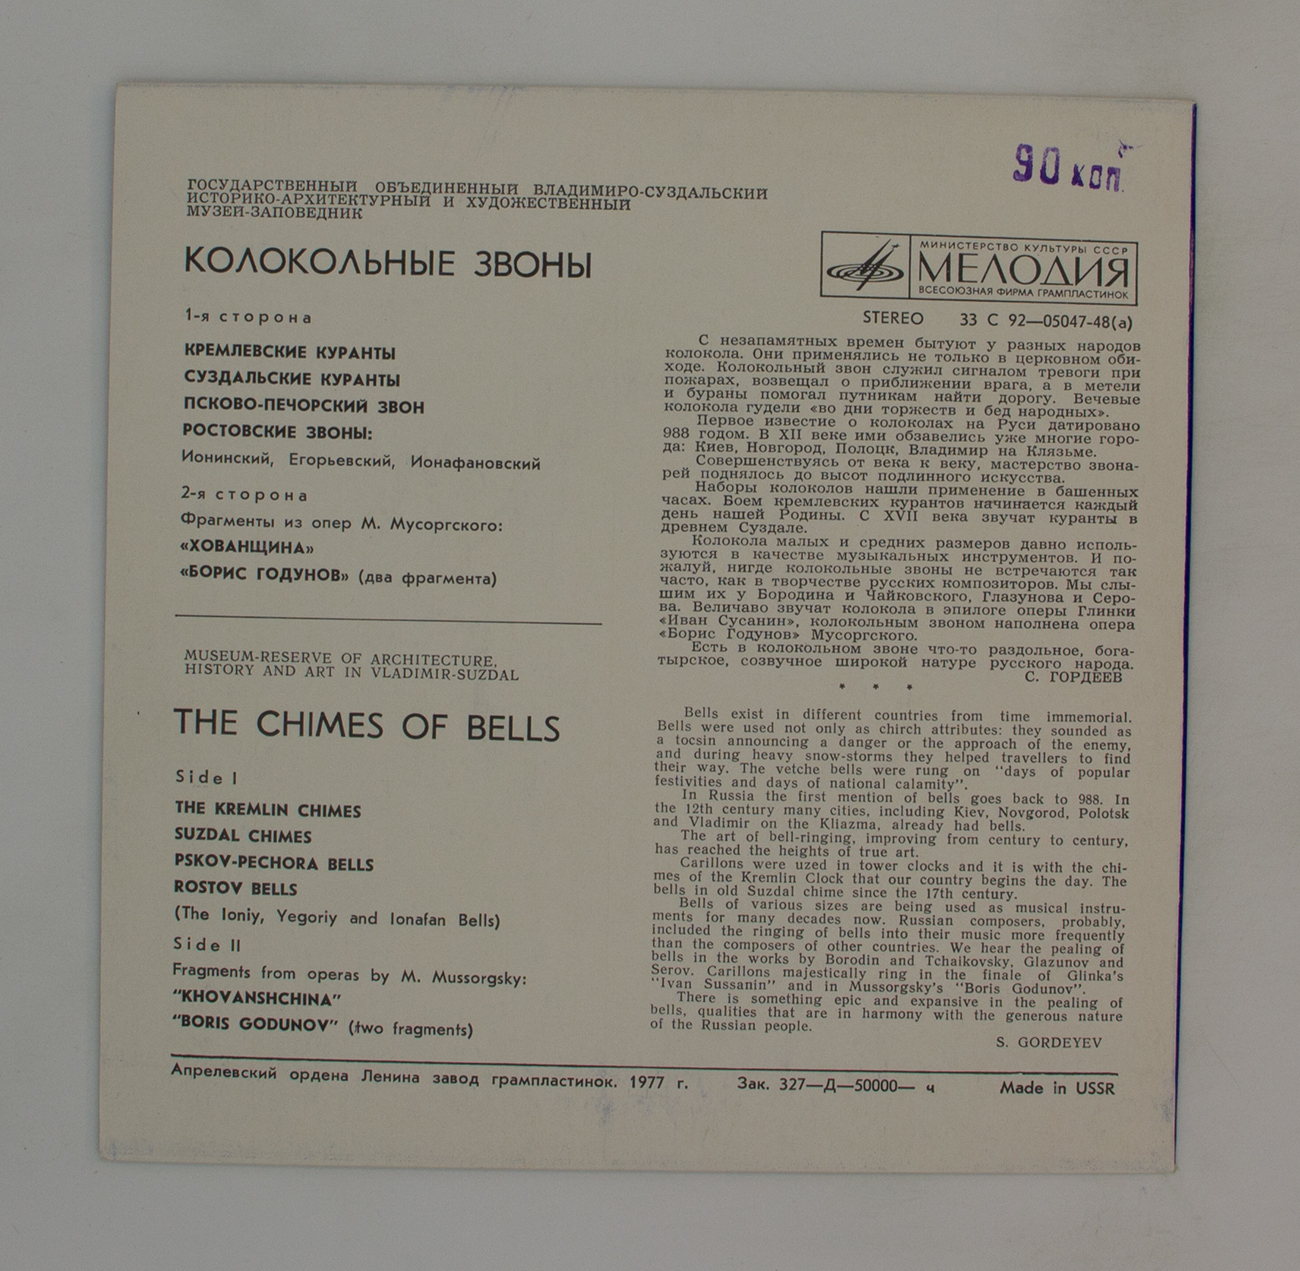 90 коп.
ГОСУДАРСТВЕННЫЙ ОБЪЕДИНЕННЫЙ ВЛАДИМИРО-СУЗДАЛЬСКИЙ
ИСТОРИКО-АРХИТЕКТУРНЫЙ И ХУДОЖЕСТВЕННЫЙ
МУЗЕЙ-ЗАПОВЕДНИК
КОЛОКОЛЬНЫЕ ЗВОНЫ
1-я сторона
КРЕМЛЕВСКИЕ КУРАНТЫ
СУЗДАЛЬСКИЕ КУРАНТЫ
ПСКОВО-ПЕЧОРСКИЙ ЗВОН
РОСТОВСКИЕ ЗВОНЫ:
Ионинский, Егорьевский, Ионафановский
2-я сторона
Фрагменты из опер М. Мусоргского:
«ХОВАНЩИНА»
«БОРИС ГОДУНОВ» (два фрагмента)
MUSEUM-RESERVE OF ARCHITECTURE,
HISTORY AND ART IN VLADIMIR-SUZDAL
THE CHIMES OF BELLS
Side I
THE KREMLIN CHIMES
SUZDAL CHIMES
PSKOV-PECHORA BELLS
ROSTOV BELLS
(The Ioniy, Yegoriy and Ionafan Bells)
Side II
Fragments from operas by M. Mussorgsky:
"KHOVANSHCHINA"
"BORIS GODUNOV" (two fragments)
МИНИСТЕРСТВО КУЛЬТУРЫ СССР
МЕЛОДИЯ
ВСЕСОЮЗНАЯ ФИРМА ГРАМПЛАСТИНОК
STEREO 33 С 92—05047-48(а)
С незапамятных времен бытуют у разных народов
колокола. Они применялись не только в церковном оби-
ходе. Колокольный звон служил сигналом тревоги при
пожарах, возвещал о приближении врага, а в метели
и бураны помогал путникам найти дорогу. Вечевые
колокола гудели «во дни торжеств и бед народных».
Первое известие о колоколах на Руси датировано
988 годом. В XII веке ими обзавелись уже многие горо-
да: Киев, Новгород, Полоцк, Владимир на Клязьме.
Совершенствуясь от века к веку, мастерство звона-
рей поднялось до высот подлинного искусства.
Наборы колоколов нашли применение в башенных
часах. Боем кремлевских курантов начинается каждый
день нашей Родины. С XVII века звучат куранты в
древнем Суздале.
Колокола малых и средних размеров давно исполь-
зуются в качестве музыкальных инструментов. И по-
жалуй, нигде колокольные звоны не встречаются так
часто, как в творчестве русских композиторов. Мы слы-
шим их у Бородина и Чайковского, Глазунова и Серо-
ва. Величаво звучат колокола в эпилоге оперы Глинки
«Иван Сусанин», колокольным звоном наполнена опера
«Борис Годунов» Мусоргского.
Есть в колокольном звоне что-то раздольное, бога-
тырское, созвучное широкой натуре русского народа.
С. ГОРДЕЕВ
* * *
Bells exist in different countries from time immemorial.
Bells were used not only as chirch attributes: they sounded as
a tocsin announcing a danger or the approach of the enemy,
and during heavy snow-storms they helped travellers to find
their way. The vetche bells were rung on "days of popular
festivities and days of national calamity".
In Russia the first mention of bells goes back to 988. In
the 12th century many cities, including Kiev, Novgorod, Polotsk
and Vladimir on the Kliazma, already had bells.
The art of bell-ringing, improving from century to century,
has reached the heights of true art.
Carillons were uzed in tower clocks and it is with the chi-
mes of the Kremlin Clock that our country begins the day. The
bells in old Suzdal chime since the 17th century.
Bells of various sizes are being used as musical instru-
ments for many decades now. Russian composers, probably,
included the ringing of bells into their music more frequently
than the composers of other countries. We hear the pealing of
bells in the works by Borodin and Tchaikovsky, Glazunov and
Serov. Carillons majestically ring in the finale of Glinka's
"Ivan Sussanin" and in Mussorgsky's "Boris Godunov".
There is something epic and expansive in the pealing of
bells, qualities that are in harmony with the generous nature
of the Russian people.
S. GORDEYEV
Апрелевский ордена Ленина завод грампластинок. 1977 г. Зак. 327—Д—50000— ч Made in USSR